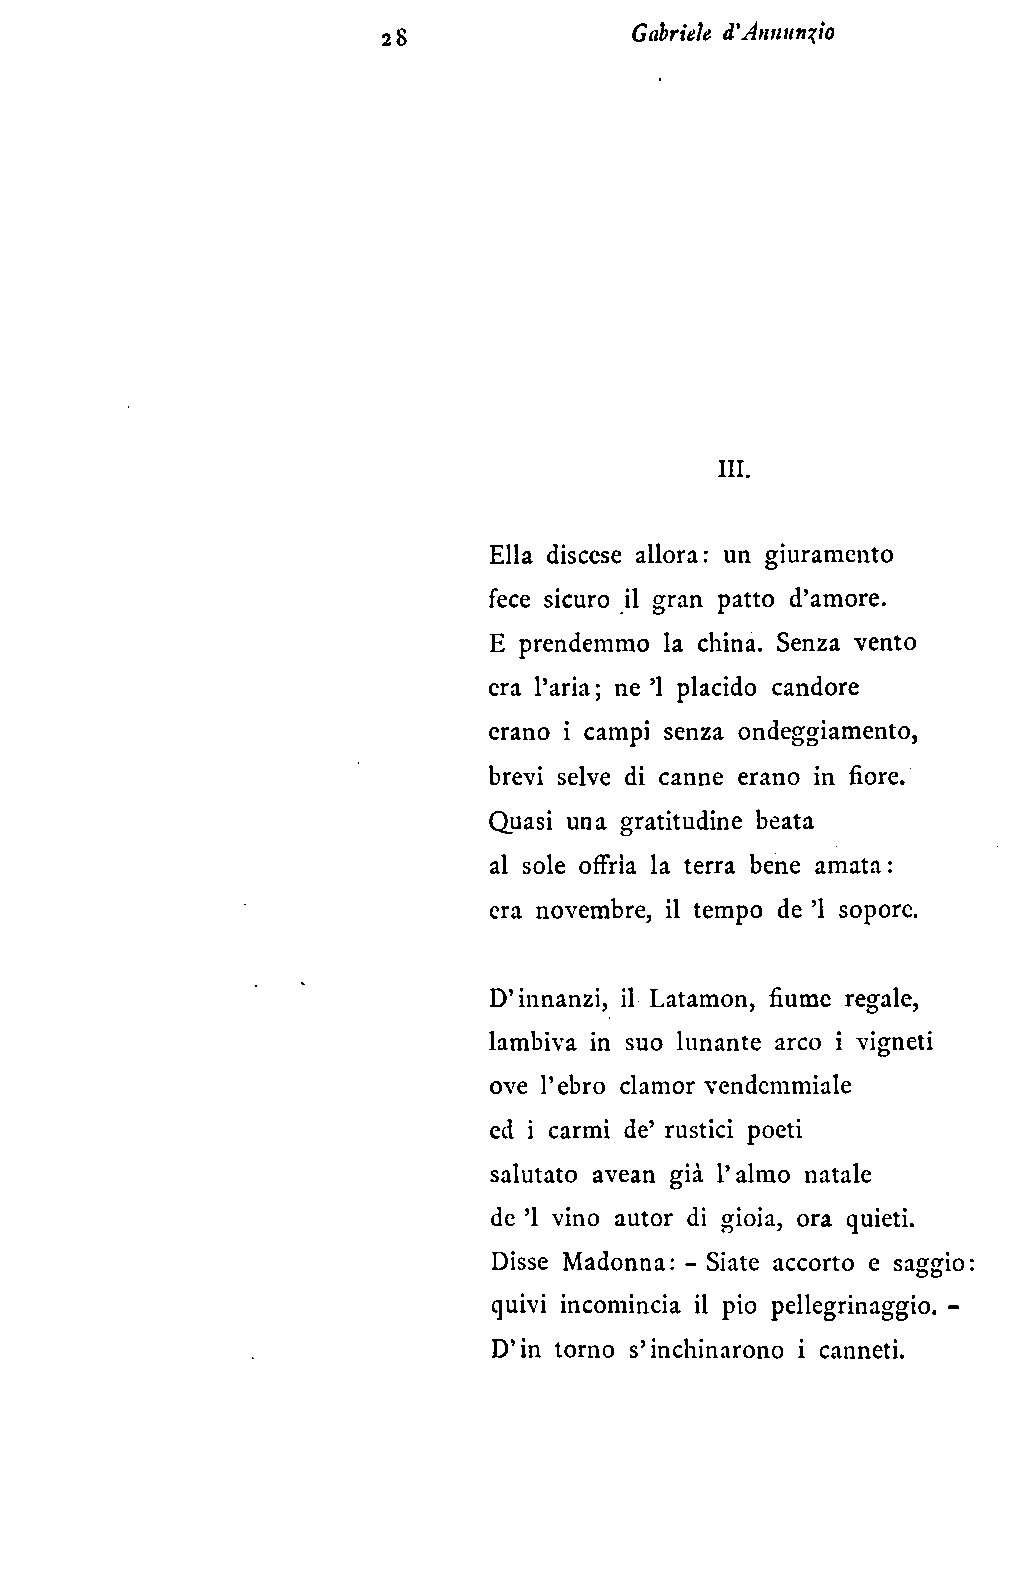 28 Gabriele d'Annunzio
III.
Ella discese allora: un giuramento
fece sicuro il gran patto d'amore.
E prendemmo la china. Senza vento
era l'aria; ne 'l placido candore
erano i campi senza ondeggiamento,
brevi selve di canne erano in fiore.
Quasi una gratitudine beata
al sole offria la terra bene amata:
era novembre, il tempo de 'l sopore.
D'innanzi, il Latamon, fiume regale,
lambiva in suo lunante arco i vigneti
ove l'ebro clamor vendemmiale
ed i carmi de' rustici poeti
salutato avean già l'almo natale
de 'l vino autor di gioia, ora quieti.
Disse Madonna: – Siate accorto e saggio:
quivi incomincia il pio pellegrinaggio. –
D'in torno s'inchinarono i canneti.